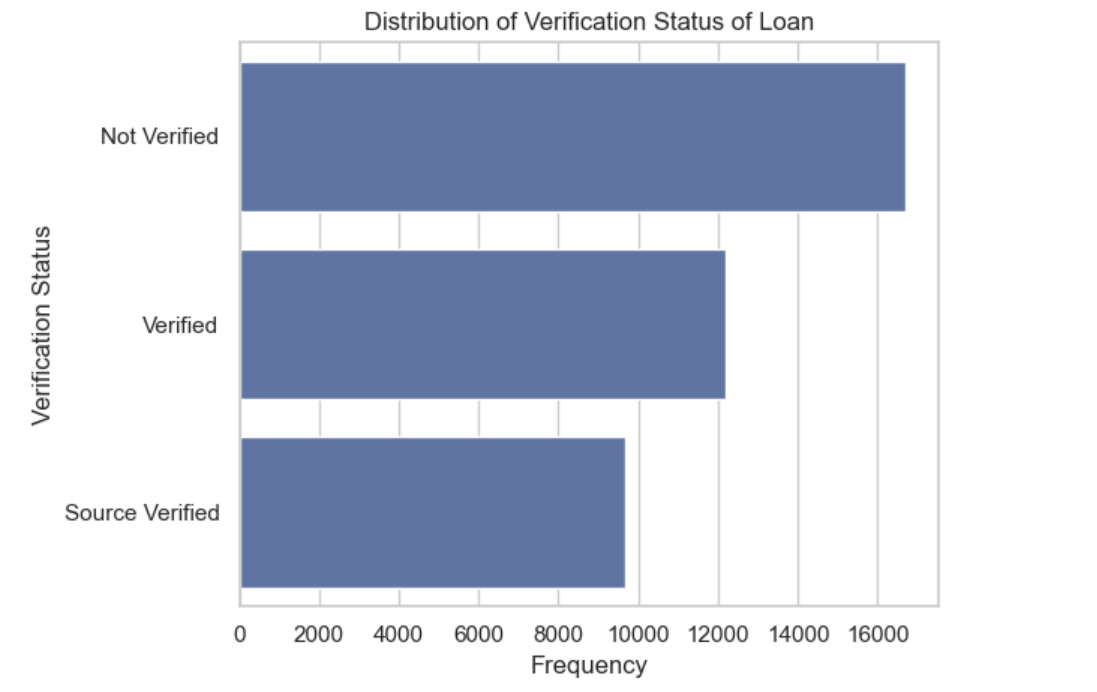 Distribution of Verification Status of Loan
Verification Status
Not Verified
Verified
Source Verified
0 2000 4000 6000 8000 10000 12000 14000 16000
Frequency